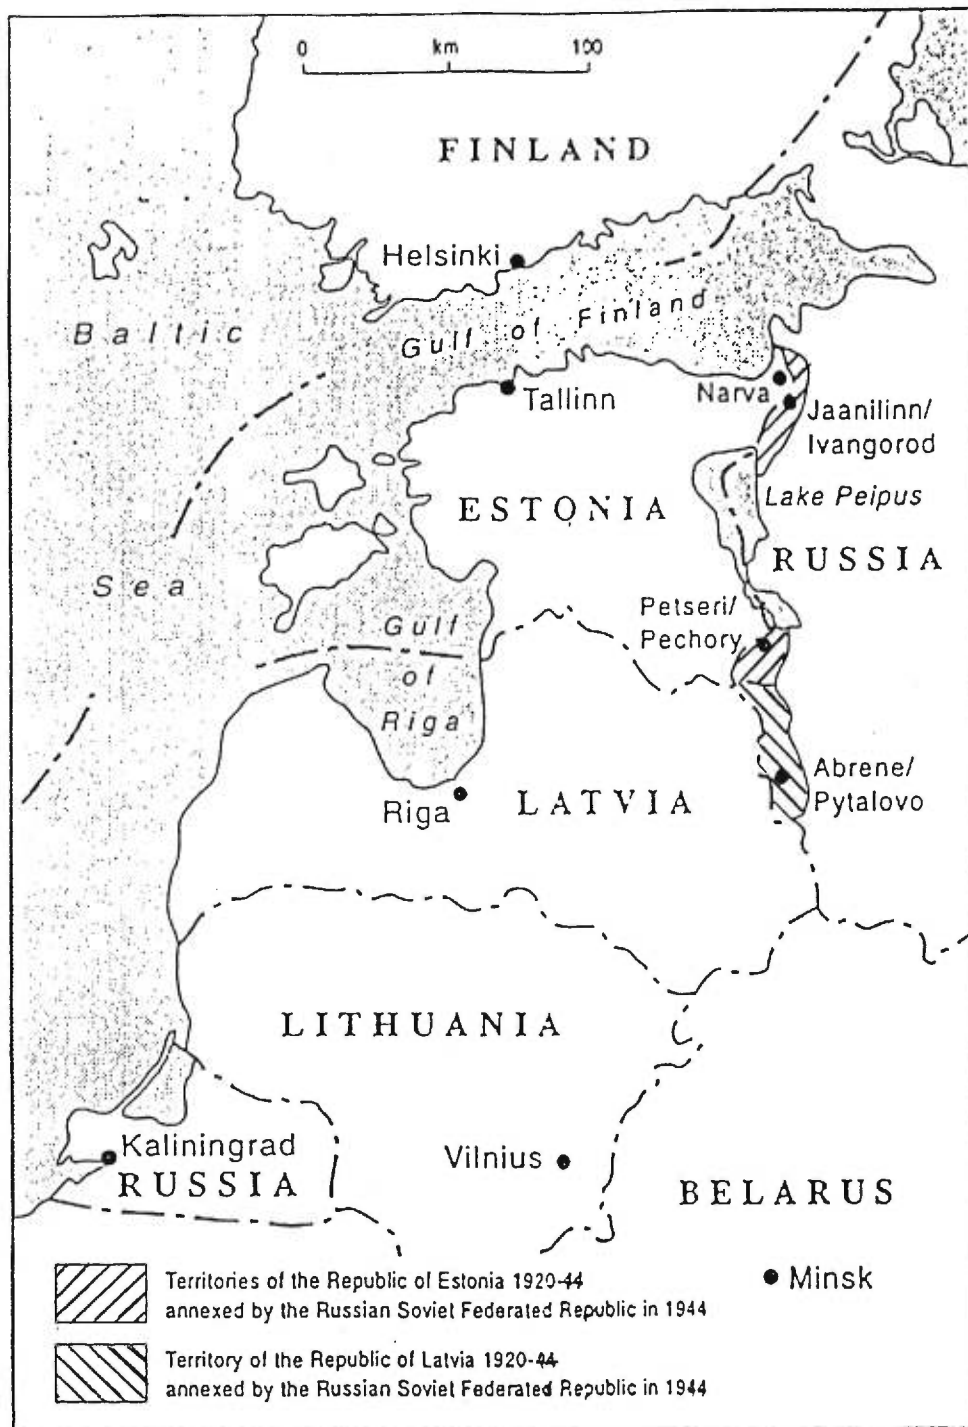 0 km 100
FINLAND
Helsinki
Baltic
Gulf of Finland
Tallinn
Narva
Jaanilinn/
Ivangorod
ESTONIA
Lake Peipus
RUSSIA
Sea
Petseri/
Pechory
Gulf
of
Riga
Abrene/
Pytalovo
Riga
LATVIA
LITHUANIA
Kaliningrad
RUSSIA
Vilnius
BELARUS
Minsk
Territories of the Republic of Estonia 1920-44
annexed by the Russian Soviet Federated Republic in 1944
Territory of the Republic of Latvia 1920-44
annexed by the Russian Soviet Federated Republic in 1944